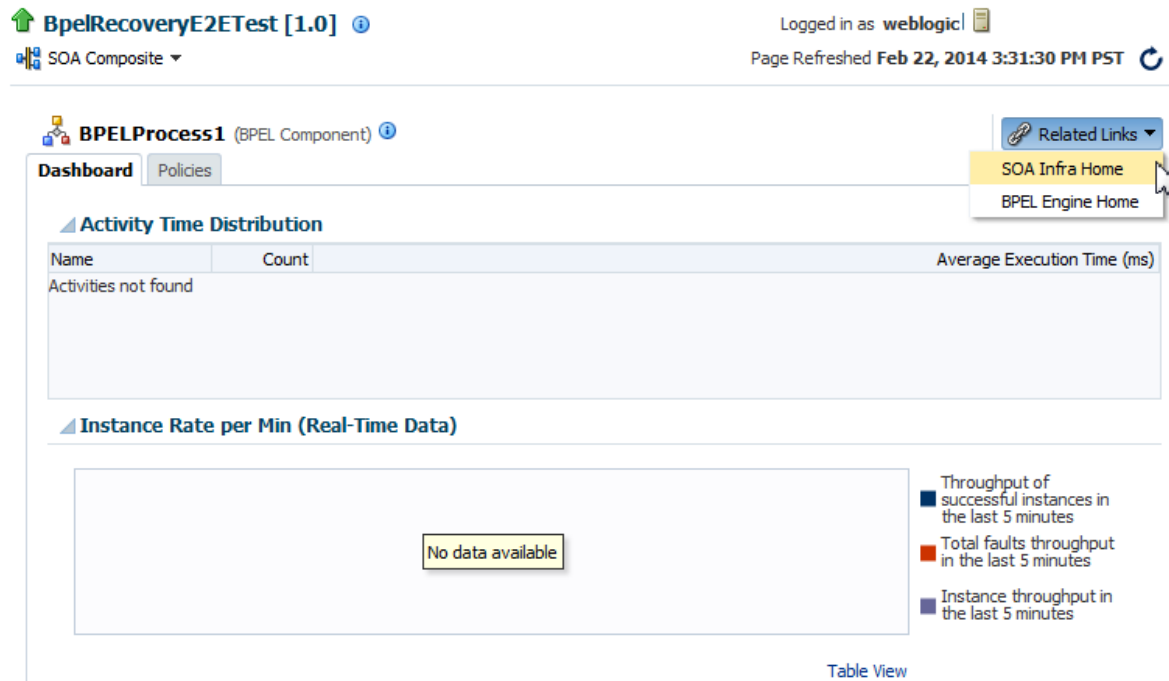 BpelRecoveryE2ETest [1.0]
Logged in as weblogic
SOA Composite
Page Refreshed Feb 22, 2014 3:31:30 PM PST
BPELProcess1 (BPEL Component)
Related Links
Dashboard Policies
SOA Infra Home
BPEL Engine Home
Activity Time Distribution
Name Count Average Execution Time (ms)
Activities not found
Instance Rate per Min (Real-Time Data)
No data available
Throughput of
successful instances in
the last 5 minutes
Total faults throughput
in the last 5 minutes
Instance throughput in
the last 5 minutes
Table View